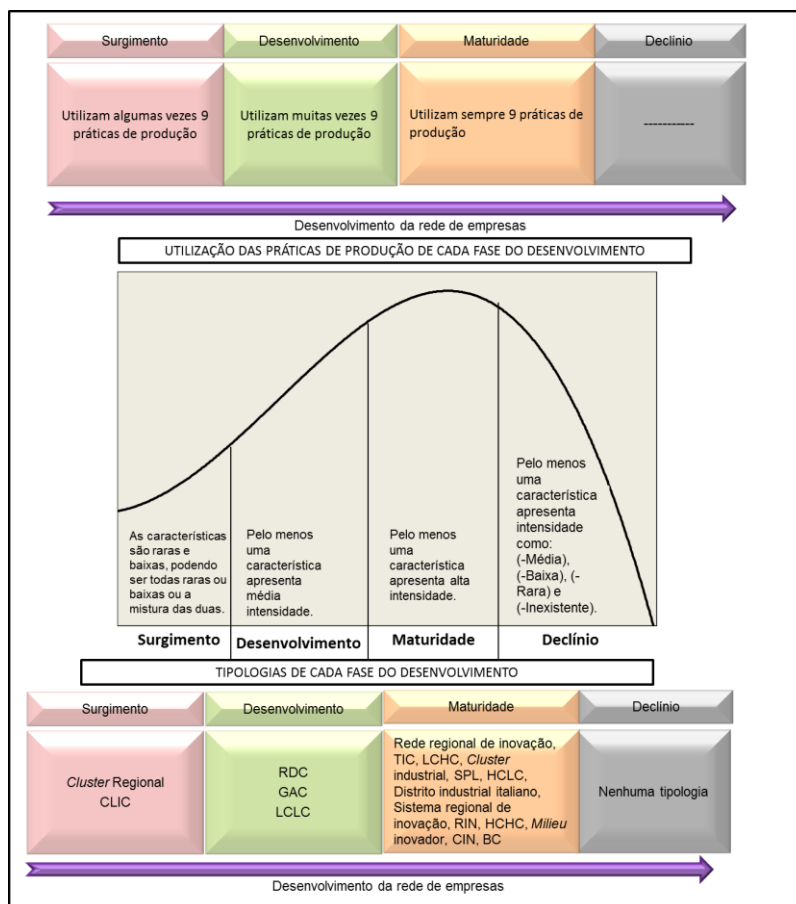 Surgimento
Desenvolvimento
Maturidade
Declínio
Utilizam algumas vezes 9
práticas de produção
Utilizam muitas vezes 9
práticas de produção
Utilizam sempre 9 práticas de
produção
-----------
Desenvolvimento da rede de empresas
UTILIZAÇÃO DAS PRÁTICAS DE PRODUÇÃO DE CADA FASE DO DESENVOLVIMENTO
As características
são raras e
baixas, podendo
ser todas raras ou
baixas ou a
mistura das duas.
Pelo menos
uma
característica
apresenta
média
intensidade.
Pelo menos
uma
característica
apresenta alta
intensidade.
Pelo menos
uma
característica
apresenta
intensidade
como:
(-Média),
(-Baixa), (-
Rara) e
(-Inexistente).
Surgimento
Desenvolvimento
Maturidade
Declínio
TIPOLOGIAS DE CADA FASE DO DESENVOLVIMENTO
Surgimento
Desenvolvimento
Maturidade
Declínio
Cluster Regional
CLIC
RDC
GAC
LCLC
Rede regional de inovação,
TIC, LCHC, Cluster
industrial, SPL, HCLC,
Distrito industrial italiano,
Sistema regional de
inovação, RIN, HCHC, Milieu
inovador, CIN, BC
Nenhuma tipologia
Desenvolvimento da rede de empresas